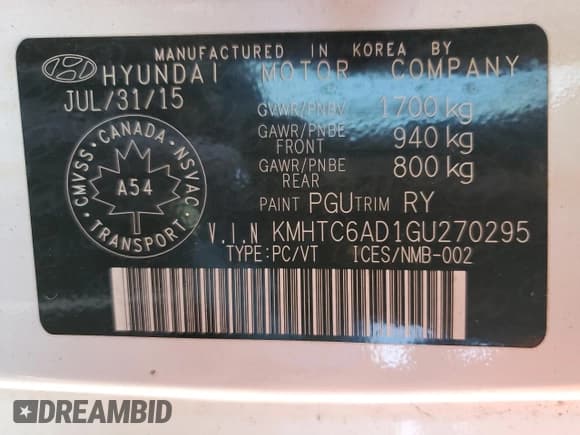 MANUFACTURED IN KOREA BY
HYUNDAI MOTOR COMPANY
JUL/31/15
GVWR/PNBV 1700 kg
GAWR/PNBE FRONT 940 kg
GAWR/PNBE REAR 800 kg
CMVSS · CANADA · NSVAC
A54
TRANSPORT
PAINT PGU TRIM RY
V.I.N KMHTC6AD1GU270295
TYPE:PC/VT ICES/NMB-002
DREAMBID